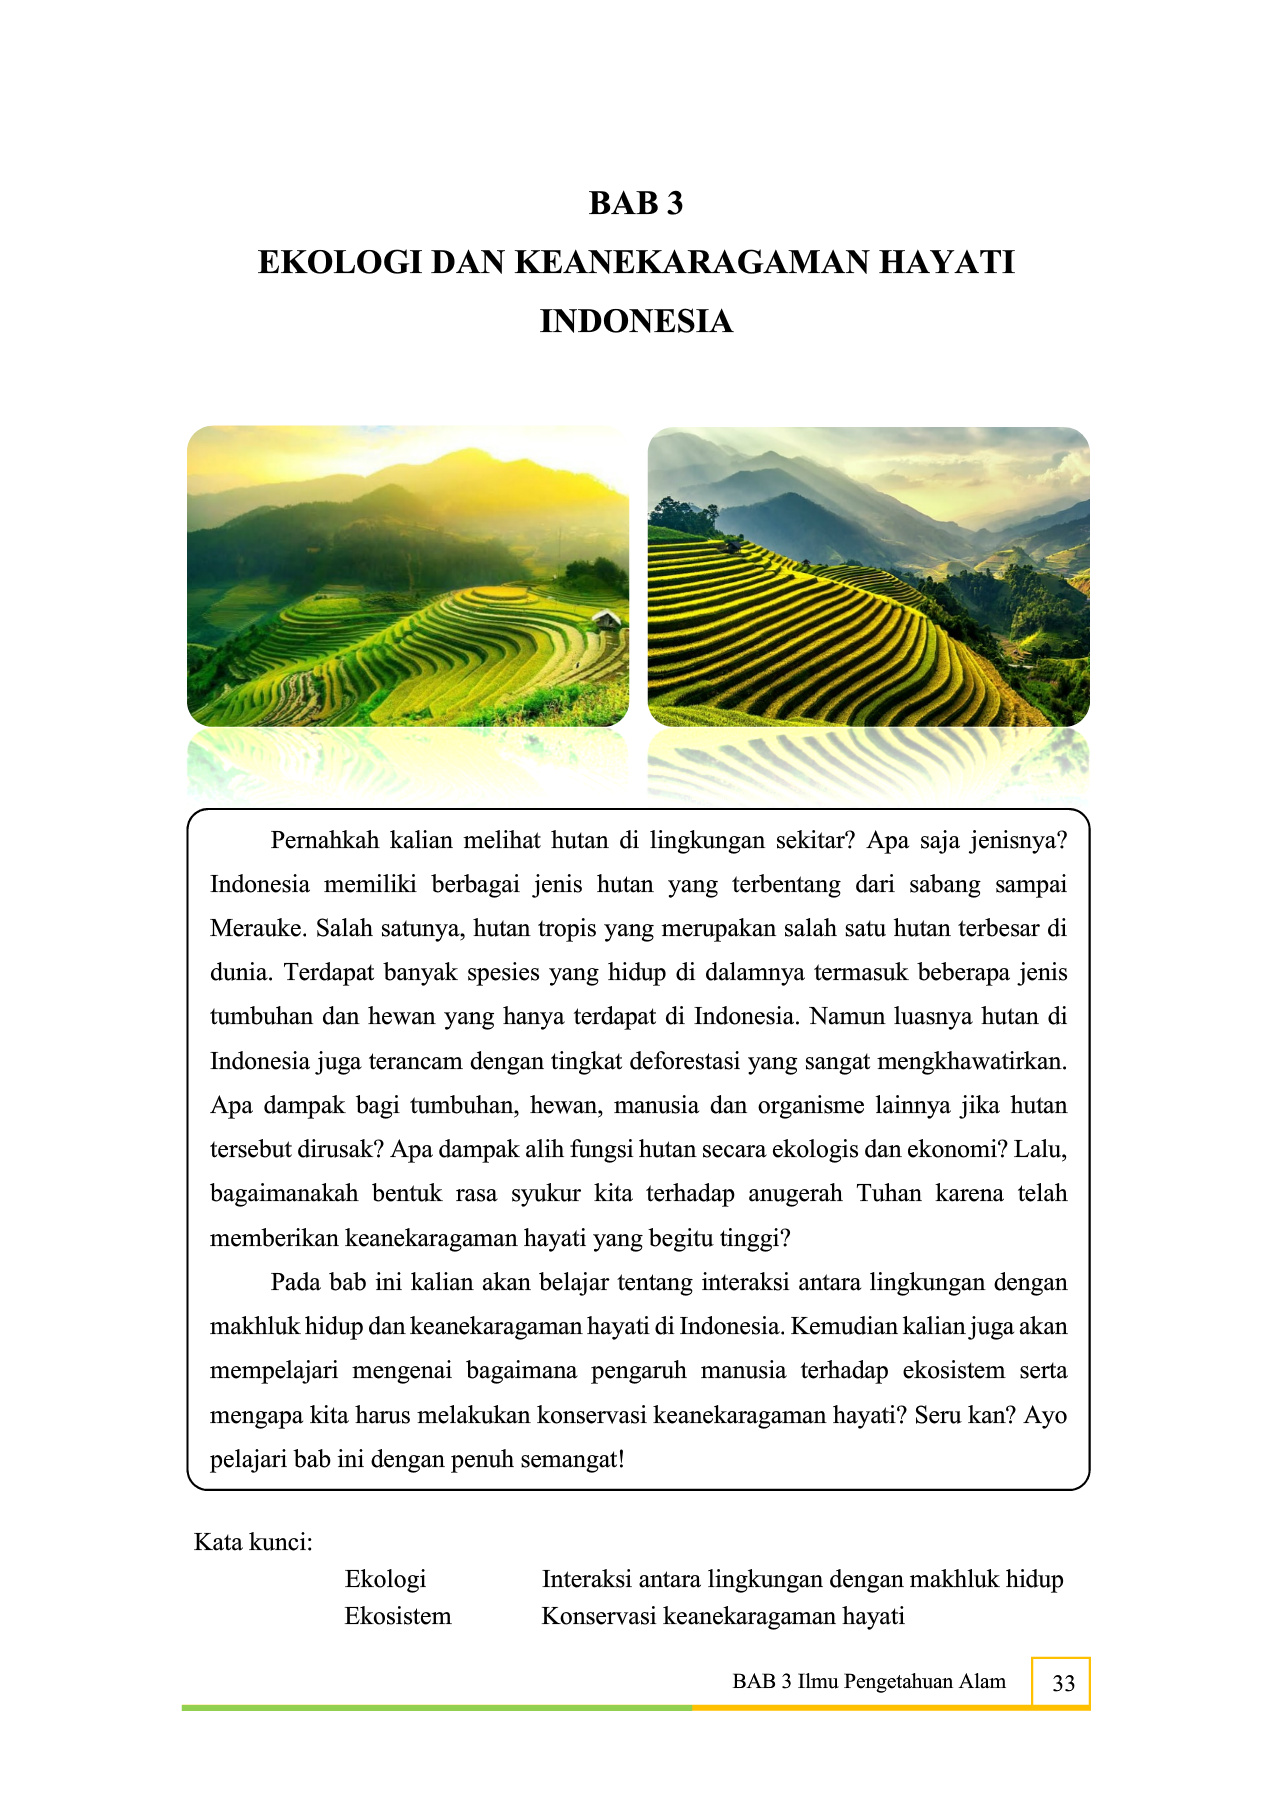 BAB 3
EKOLOGI DAN KEANEKARAGAMAN HAYATI
INDONESIA
Pernahkah kalian melihat hutan di lingkungan sekitar? Apa saja jenisnya?
Indonesia memiliki berbagai jenis hutan yang terbentang dari sabang sampai
Merauke. Salah satunya, hutan tropis yang merupakan salah satu hutan terbesar di
dunia. Terdapat banyak spesies yang hidup di dalamnya termasuk beberapa jenis
tumbuhan dan hewan yang hanya terdapat di Indonesia. Namun luasnya hutan di
Indonesia juga terancam dengan tingkat deforestasi yang sangat mengkhawatirkan.
Apa dampak bagi tumbuhan, hewan, manusia dan organisme lainnya jika hutan
tersebut dirusak? Apa dampak alih fungsi hutan secara ekologis dan ekonomi? Lalu,
bagaimanakah bentuk rasa syukur kita terhadap anugerah Tuhan karena telah
memberikan keanekaragaman hayati yang begitu tinggi?
Pada bab ini kalian akan belajar tentang interaksi antara lingkungan dengan
makhluk hidup dan keanekaragaman hayati di Indonesia. Kemudian kalian juga akan
mempelajari mengenai bagaimana pengaruh manusia terhadap ekosistem serta
mengapa kita harus melakukan konservasi keanekaragaman hayati? Seru kan? Ayo
pelajari bab ini dengan penuh semangat!
Kata kunci:
Ekologi Interaksi antara lingkungan dengan makhluk hidup
Ekosistem Konservasi keanekaragaman hayati
BAB 3 Ilmu Pengetahuan Alam 33